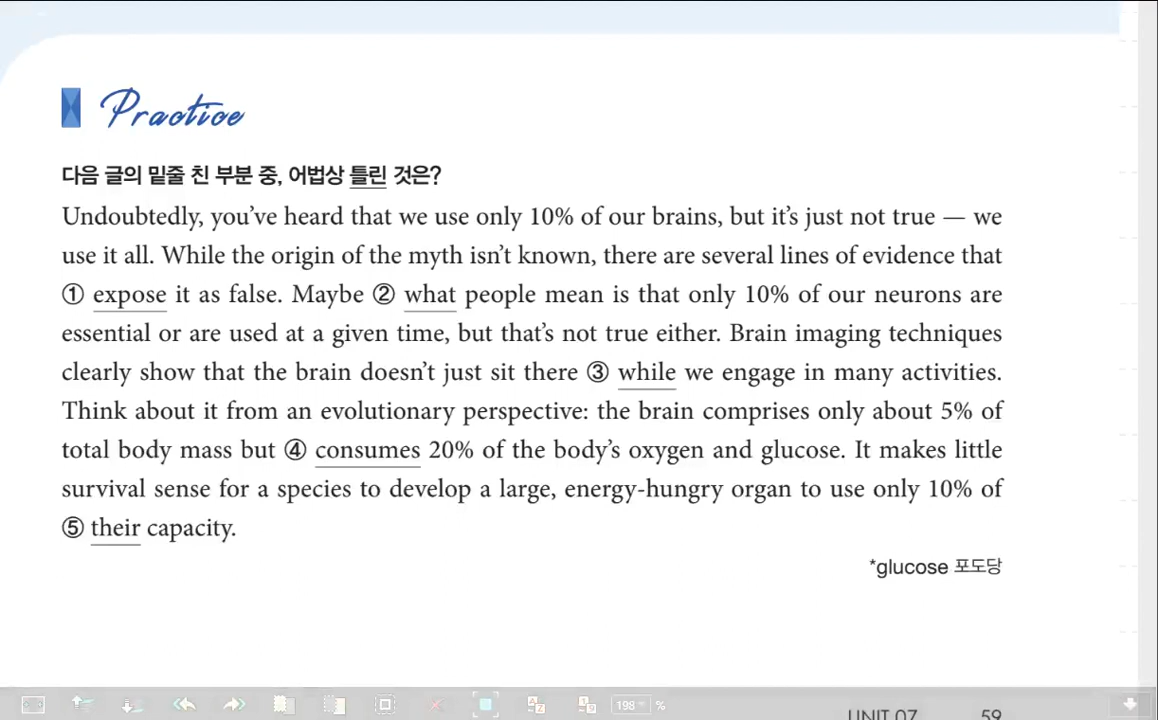 Practice
다음 글의 밑줄 친 부분 중, 어법상 틀린 것은?
Undoubtedly, you’ve heard that we use only 10% of our brains, but it’s just not true — we
use it all. While the origin of the myth isn’t known, there are several lines of evidence that
① expose it as false. Maybe ② what people mean is that only 10% of our neurons are
essential or are used at a given time, but that’s not true either. Brain imaging techniques
clearly show that the brain doesn’t just sit there ③ while we engage in many activities.
Think about it from an evolutionary perspective: the brain comprises only about 5% of
total body mass but ④ consumes 20% of the body’s oxygen and glucose. It makes little
survival sense for a species to develop a large, energy-hungry organ to use only 10% of
⑤ their capacity.
*glucose 포도당
198 %
UNIT 07 59